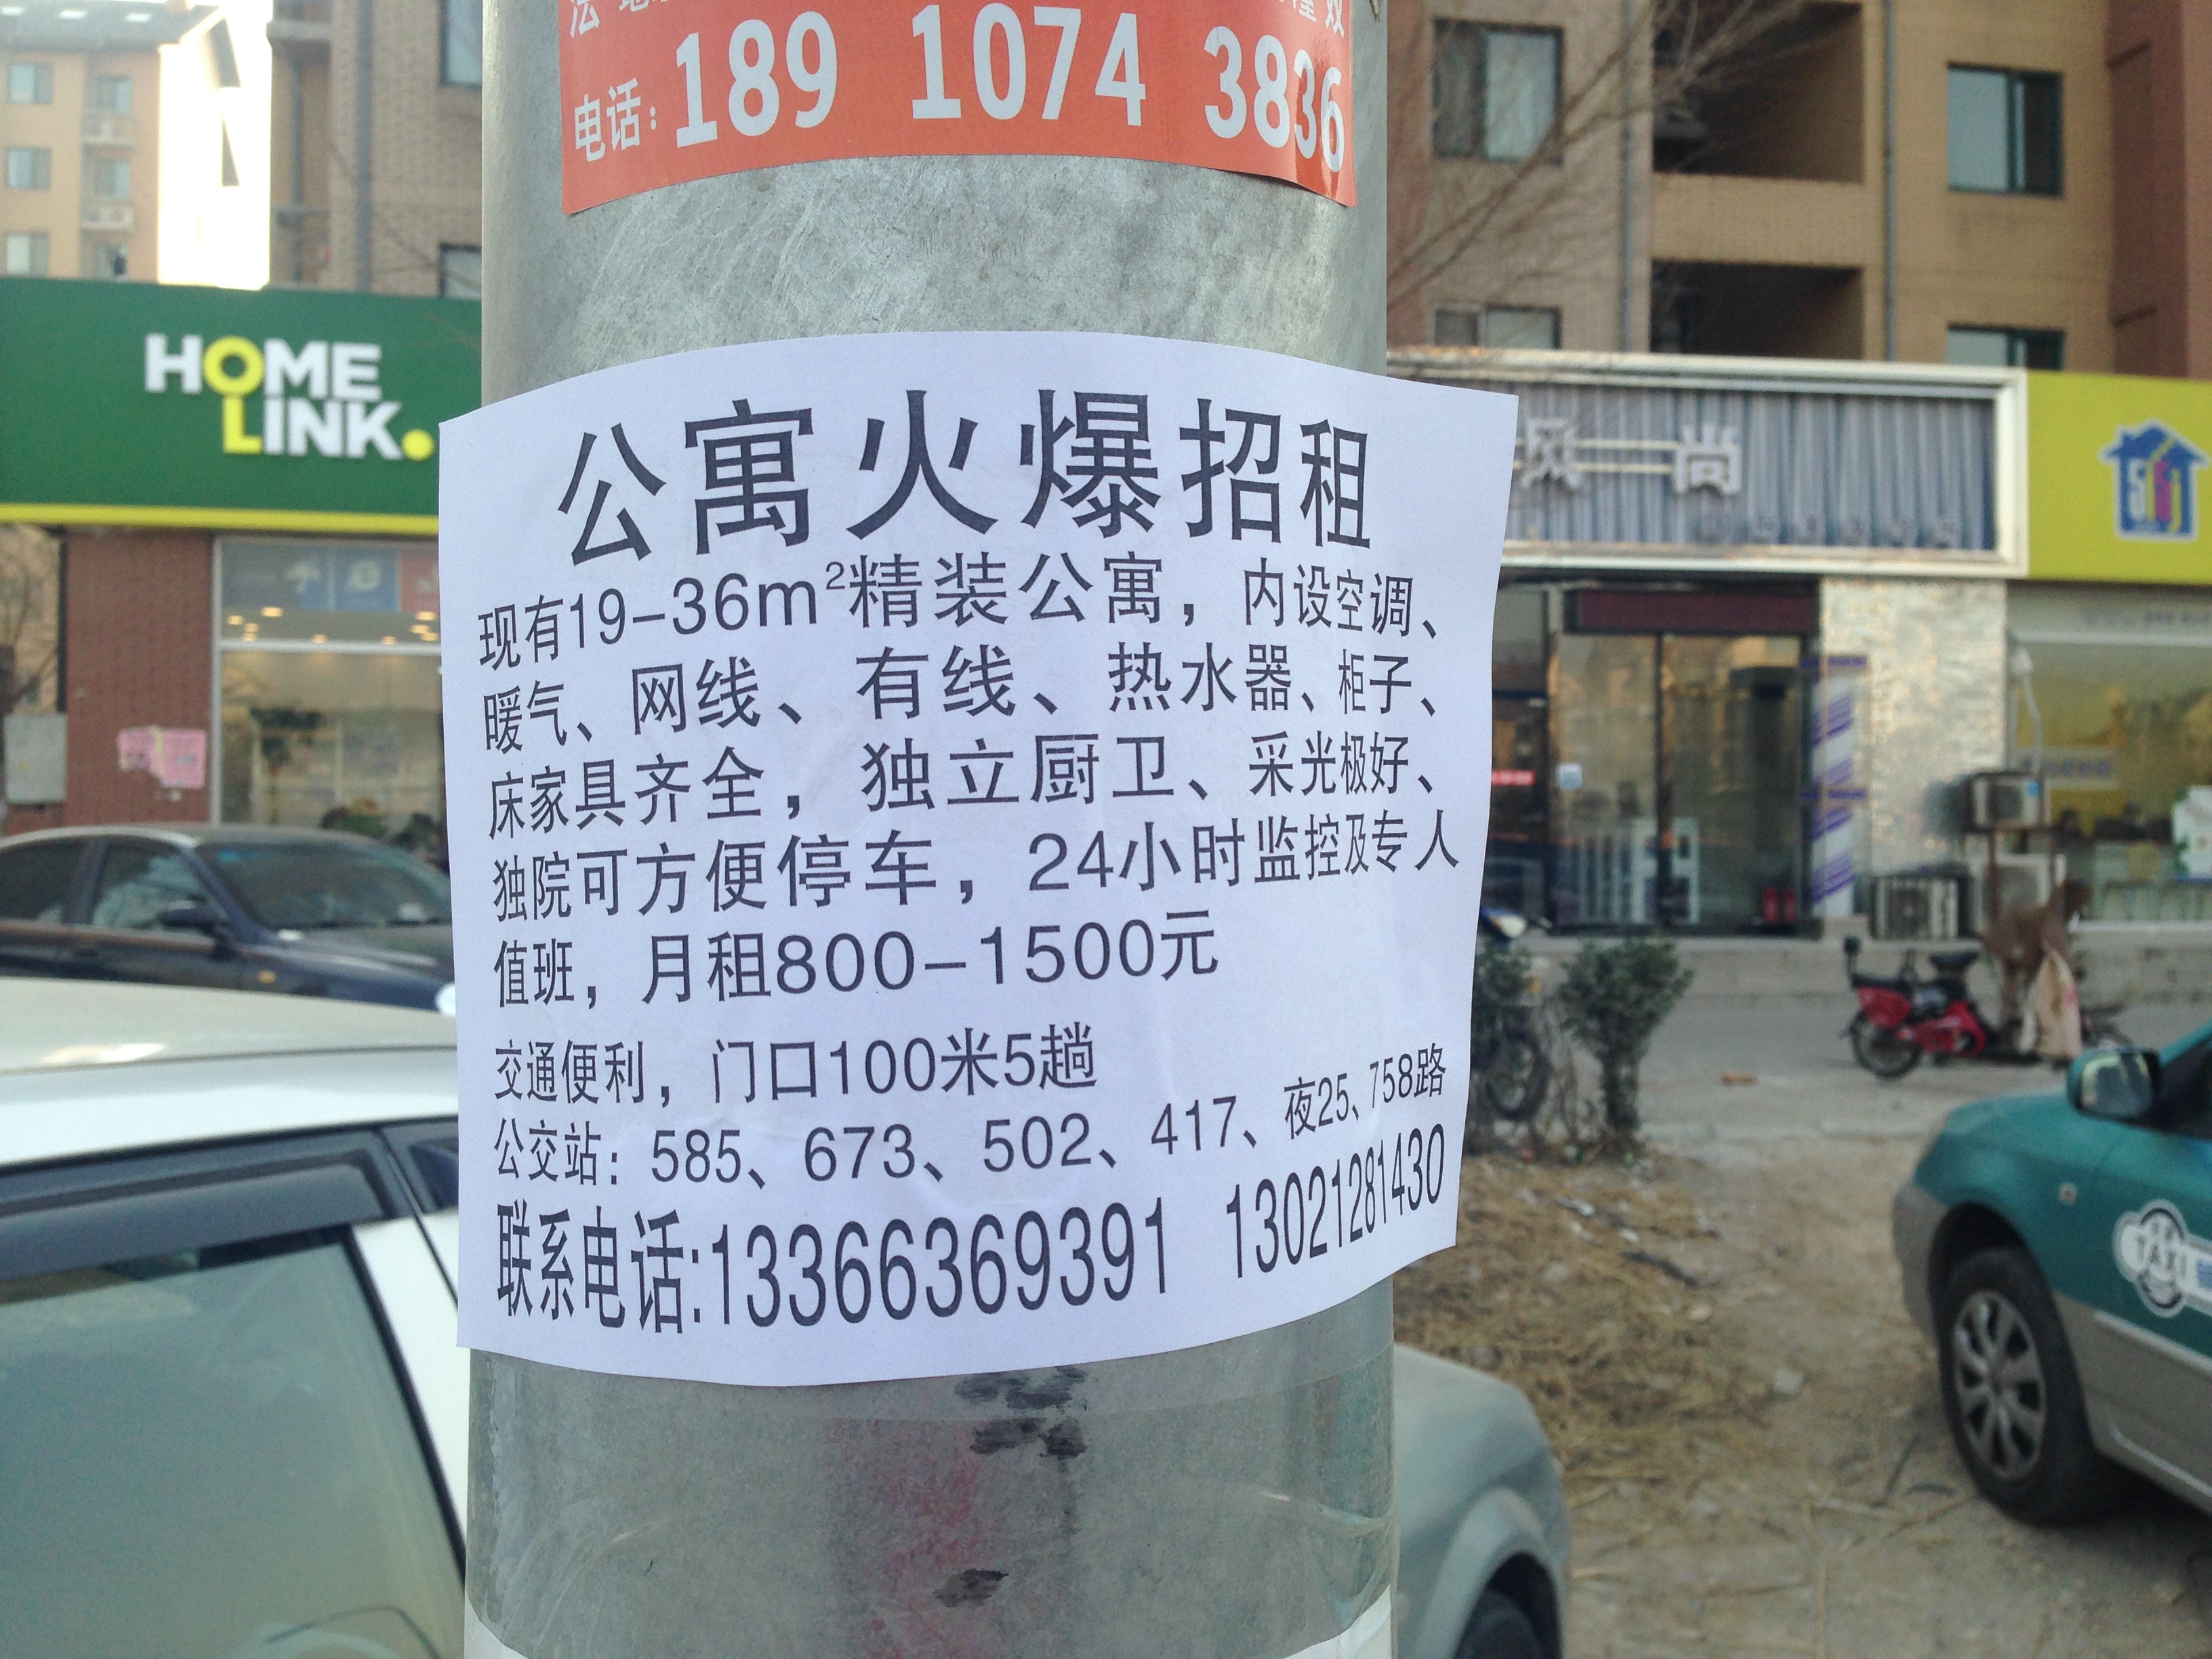 电话: 189 1074 3836
HOME
LINK.
公寓火爆招租
现有19-36m²精装公寓，内设空调、
暖气、网线、有线、热水器、柜子、
床家具齐全，独立厨卫、采光极好、
独院可方便停车，24小时监控及专人
值班，月租800-1500元
交通便利，门口100米5趟
公交站：585、673、502、417、夜25、758路
联系电话:13366369391 13021281430
尚
TAXI